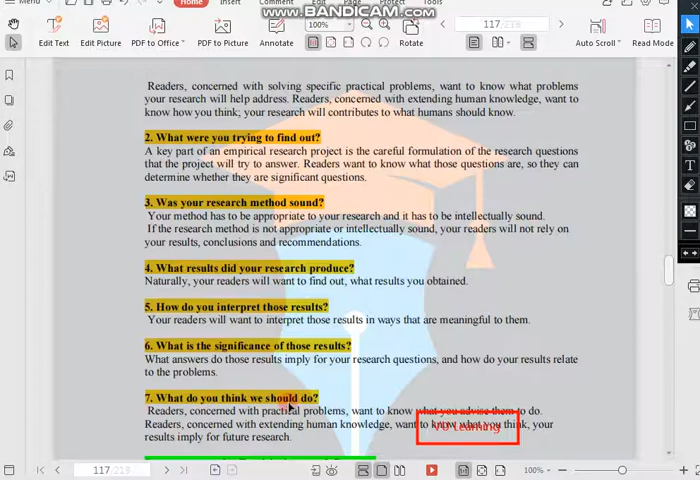 Home Insert Comment Edit Page Protect Tools
WWW.BANDICAM.COM
Edit Text Edit Picture PDF to Office PDF to Picture Annotate 100% Rotate 117/218 Auto Scroll Read Mode
Readers, concerned with solving specific practical problems, want to know what problems
your research will help address. Readers, concerned with extending human knowledge, want to
know how you think; your research will contributes to what humans should know.
2. What were you trying to find out?
A key part of an empirical research project is the careful formulation of the research questions
that the project will try to answer. Readers want to know what those questions are, so they can
determine whether they are significant questions.
3. Was your research method sound?
Your method has to be appropriate to your research and it has to be intellectually sound.
If the research method is not appropriate or intellectually sound, your readers will not rely on
your results, conclusions and recommendations.
4. What results did your research produce?
Naturally, your readers will want to find out, what results you obtained.
5. How do you interpret those results?
Your readers will want to interpret those results in ways that are meaningful to them.
6. What is the significance of those results?
What answers do those results imply for your research questions, and how do your results relate
to the problems.
7. What do you think we should do?
Readers, concerned with practical problems, want to know what you advise them to do.
Readers, concerned with extending human knowledge, want to know what you think, your
results imply for future research.
VU Learning
117/218 100%